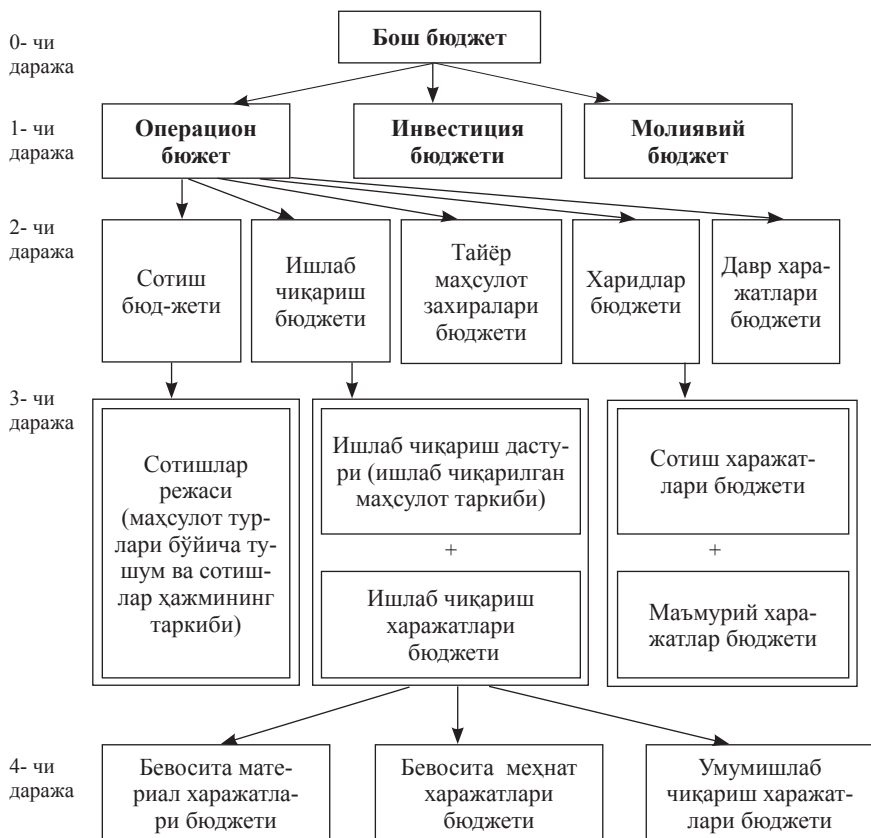 0- чи
даража
Бош бюджет
1- чи
даража
Операцион
бюжет
Инвестиция
бюджети
Молиявий
бюджет
2- чи
даража
Сотиш
бюд-жети
Ишлаб
чиқариш
бюджети
Тайёр
маҳсулот
захиралари
бюджети
Харидлар
бюджети
Давр хара-
жатлари
бюджети
3- чи
даража
Сотишлар
режаси
(маҳсулот тур-
лари бўйича ту-
шум ва сотиш-
лар ҳажмининг
таркиби)
Ишлаб чиқариш дасту-
ри (ишлаб чиқарилган
маҳсулот таркиби)
+
Ишлаб чиқариш
харажатлари
бюджети
Сотиш харажат-
лари бюджети
+
Маъмурий хара-
жатлар бюджети
4- чи
даража
Бевосита мате-
риал харажатла-
ри бюджети
Бевосита меҳнат
харажатлари
бюджети
Умумишлаб
чиқариш харажат-
лари бюджети